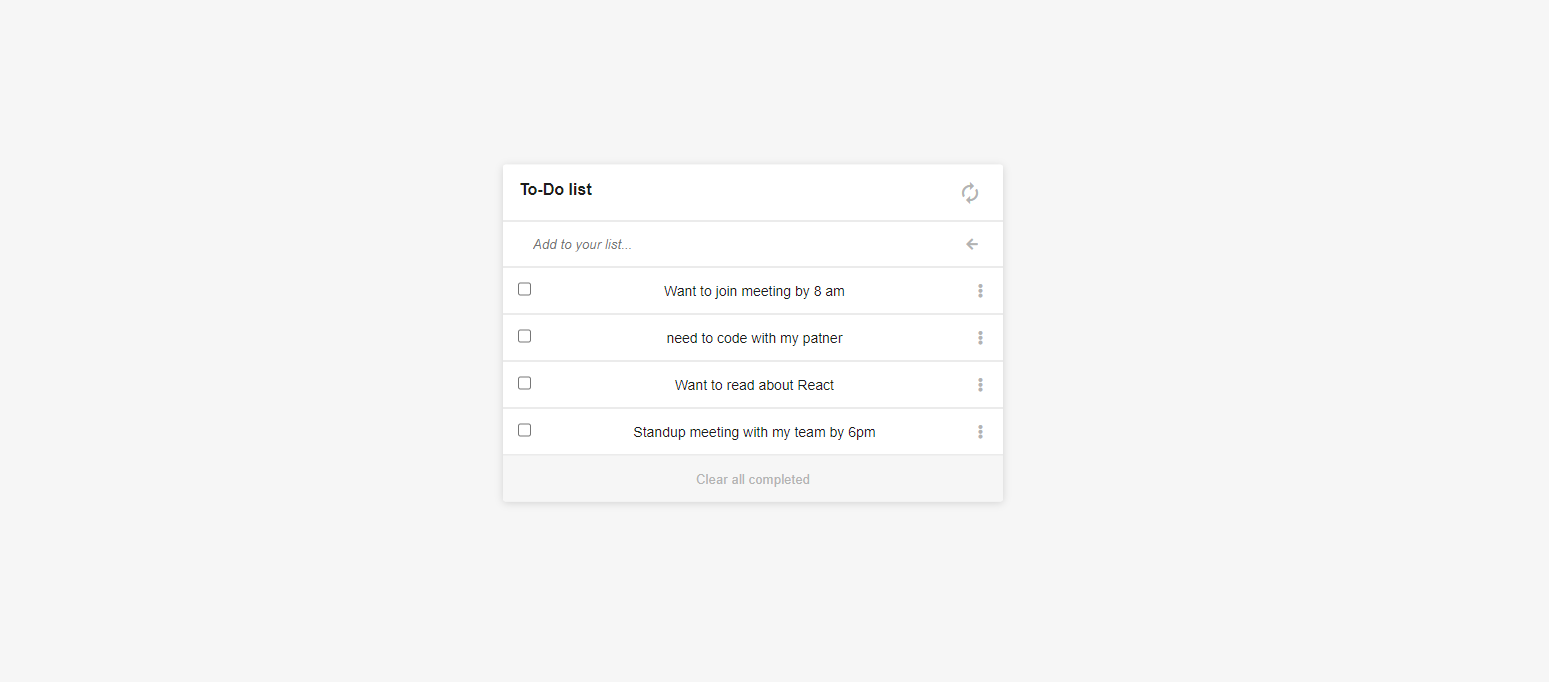 To-Do list
Add to your list...
Want to join meeting by 8 am
need to code with my patner
Want to read about React
Standup meeting with my team by 6pm
Clear all completed